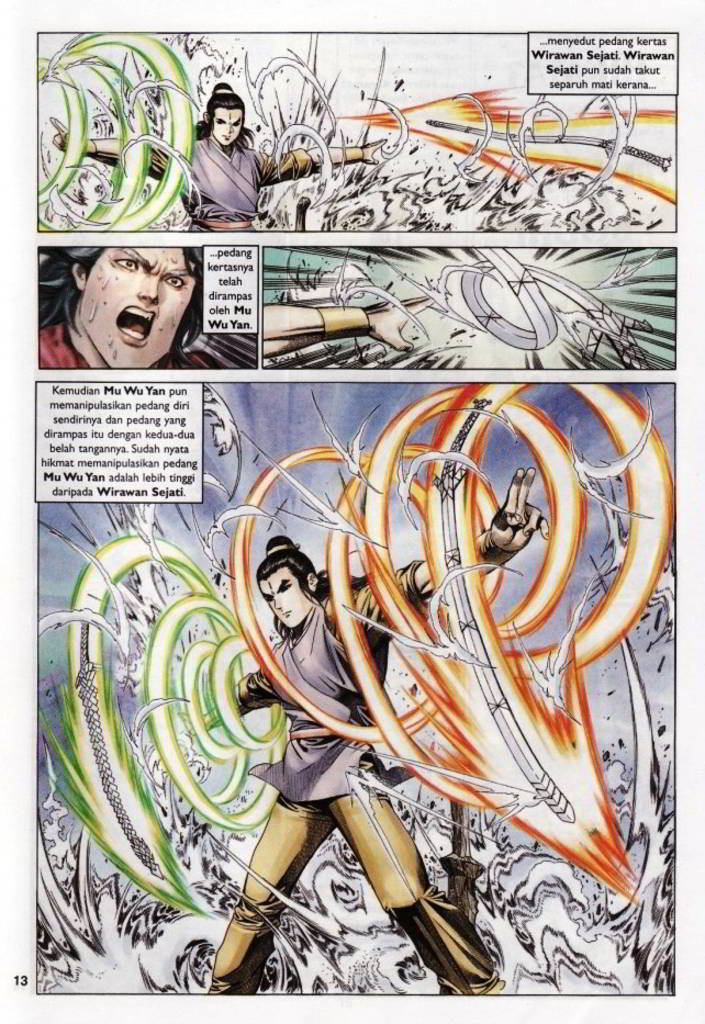 ...menyedut pedang kertas
Wirawan Sejati. Wirawan
Sejati pun sudah takut
separuh mati kerana...
...pedang
kertasnya
telah
dirampas
oleh Mu
Wu Yan.
Kemudian Mu Wu Yan pun
memanipulasikan pedang diri
sendirinya dan pedang yang
dirampas itu dengan kedua-dua
belah tangannya. Sudah nyata
hikmat memanipulasikan pedang
Mu Wu Yan adalah lebih tinggi
daripada Wirawan Sejati.
13